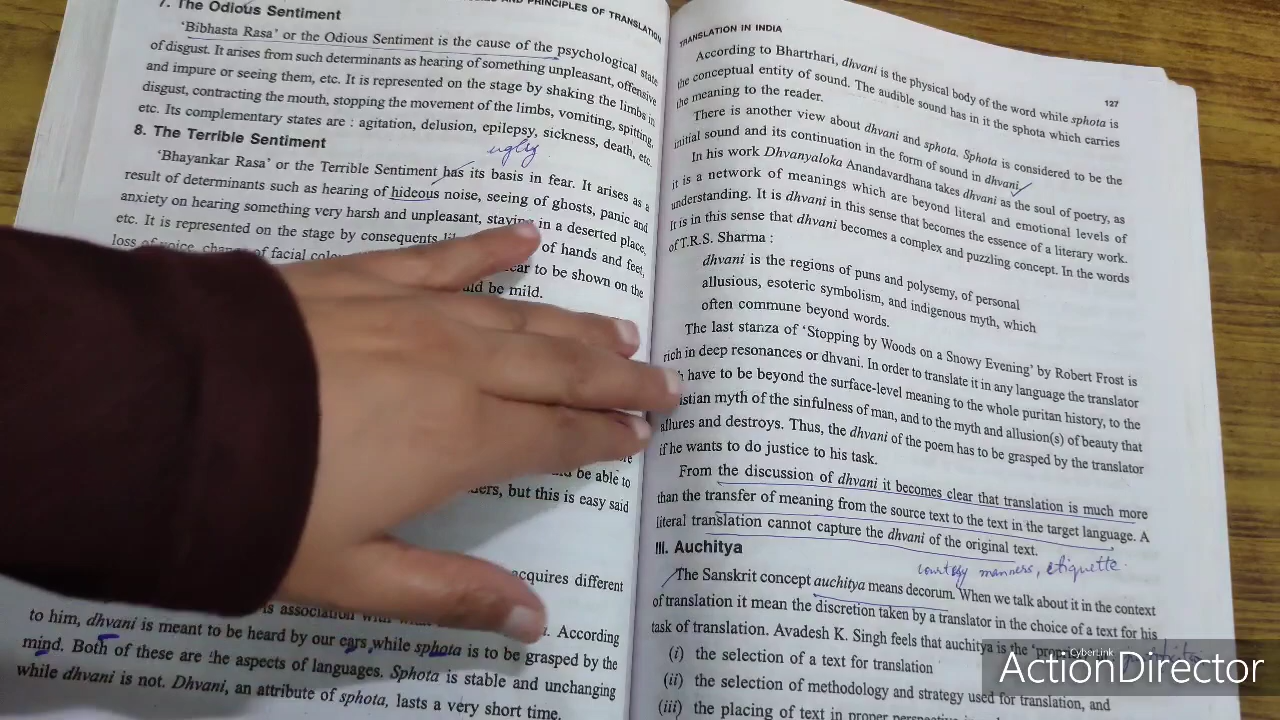 PRINCIPLES OF TRANSLATION
7. The Odious Sentiment
'Bibhasta Rasa' or the Odious Sentiment is the cause of the psychological state
of disgust. It arises from such determinants as hearing of something unpleasant, offensive
and impure or seeing them, etc. It is represented on the stage by shaking the limbs in
disgust, contracting the mouth, stopping the movement of the limbs, vomiting, spitting,
etc. Its complementary states are : agitation, delusion, epilepsy, sickness, death, etc.
8. The Terrible Sentiment
ugly
'Bhayankar Rasa' or the Terrible Sentiment has its basis in fear. It arises as a
result of determinants such as hearing of hideous noise, seeing of ghosts, panic and
anxiety on hearing something very harsh and unpleasant, staying in a deserted place,
etc. It is represented on the stage by consequents of hands and feet,
loss of voice, change of facial to be shown on the
be mild.
be able to
but this is easy said
acquires different
is association According
to him, dhvani is meant to be heard by our ears while sphota is to be grasped by the
mind. Both of these are the aspects of languages. Sphota is stable and unchanging
while dhvani is not. Dhvani, an attribute of sphota, lasts a very short time.
TRANSLATION IN INDIA
127
According to Bhartrhari, dhvani is the physical body of the word while sphota is
the conceptual entity of sound. The audible sound has in it the sphota which carries
the meaning to the reader.
There is another view about dhvani and sphota. Sphota is considered to be the
initial sound and its continuation in the form of sound in dhvani.
In his work Dhvanyaloka Anandavardhana takes dhvani as the soul of poetry, as
it is a network of meanings which are beyond literal and emotional levels of
understanding. It is dhvani in this sense that becomes the essence of a literary work.
It is in this sense that dhvani becomes a complex and puzzling concept. In the words
of T.R.S. Sharma :
dhvani is the regions of puns and polysemy, of personal
allusious, esoteric symbolism, and indigenous myth, which
often commune beyond words.
The last stanza of 'Stopping by Woods on a Snowy Evening' by Robert Frost is
rich in deep resonances or dhvani. In order to translate it in any language the translator
have to be beyond the surface-level meaning to the whole puritan history, to the
myth of the sinfulness of man, and to the myth and allusion(s) of beauty that
allures and destroys. Thus, the dhvani of the poem has to be grasped by the translator
if he wants to do justice to his task.
From the discussion of dhvani it becomes clear that translation is much more
than the transfer of meaning from the source text to the text in the target language. A
literal translation cannot capture the dhvani of the original text.
III. Auchitya
manners, etiquette
The Sanskrit concept auchitya means decorum. When we talk about it in the context
of translation it mean the discretion taken by a translator in the choice of a text for his
task of translation. Avadesh K. Singh feels that auchitya is the
(i) the selection of a text for translation
(ii) the selection of methodology and strategy used for translation, and
(iii) the placing of text in proper
CyberLink
ActionDirector